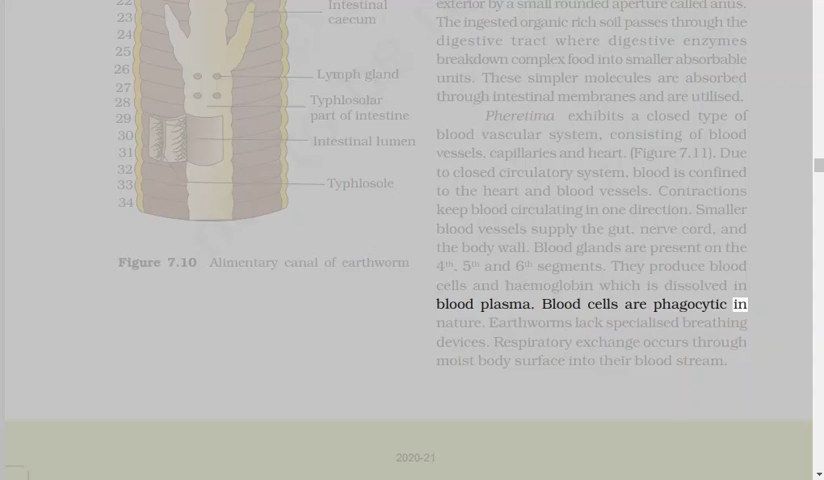 22
23
24
25
26
27
28
29
30
31
32
33
34
Intestinal
caecum
Lymph gland
Typhlosolar
part of intestine
Intestinal lumen
Typhlosole
Figure 7.10 Alimentary canal of earthworm
exterior by a small rounded aperture called anus.
The ingested organic rich soil passes through the
digestive tract where digestive enzymes
breakdown complex food into smaller absorbable
units. These simpler molecules are absorbed
through intestinal membranes and are utilised.
Pheretima exhibits a closed type of
blood vascular system, consisting of blood
vessels, capillaries and heart. (Figure 7.11). Due
to closed circulatory system, blood is confined
to the heart and blood vessels. Contractions
keep blood circulating in one direction. Smaller
blood vessels supply the gut, nerve cord, and
the body wall. Blood glands are present on the
4th, 5th and 6th segments. They produce blood
cells and haemoglobin which is dissolved in
blood plasma. Blood cells are phagocytic in
nature. Earthworms lack specialised breathing
devices. Respiratory exchange occurs through
moist body surface into their blood stream.
2020-21